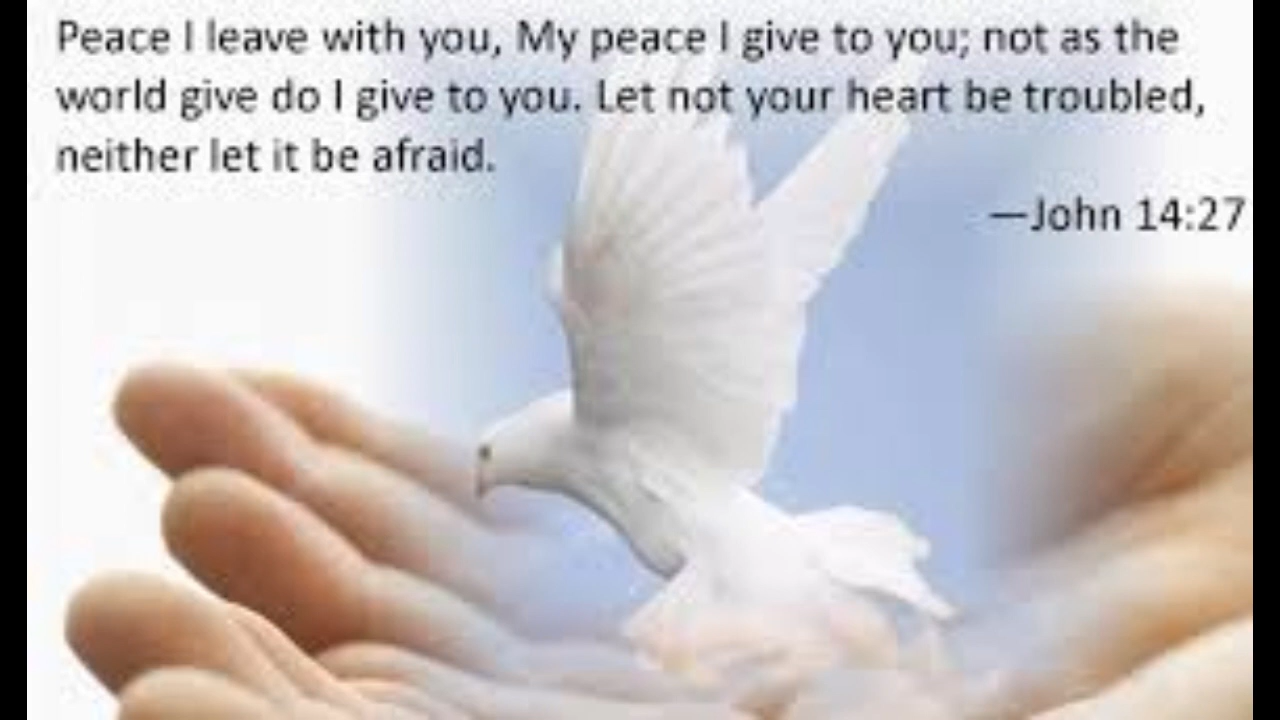 Peace I leave with you, My peace I give to you; not as the
world give do I give to you. Let not your heart be troubled,
neither let it be afraid.
—John 14:27